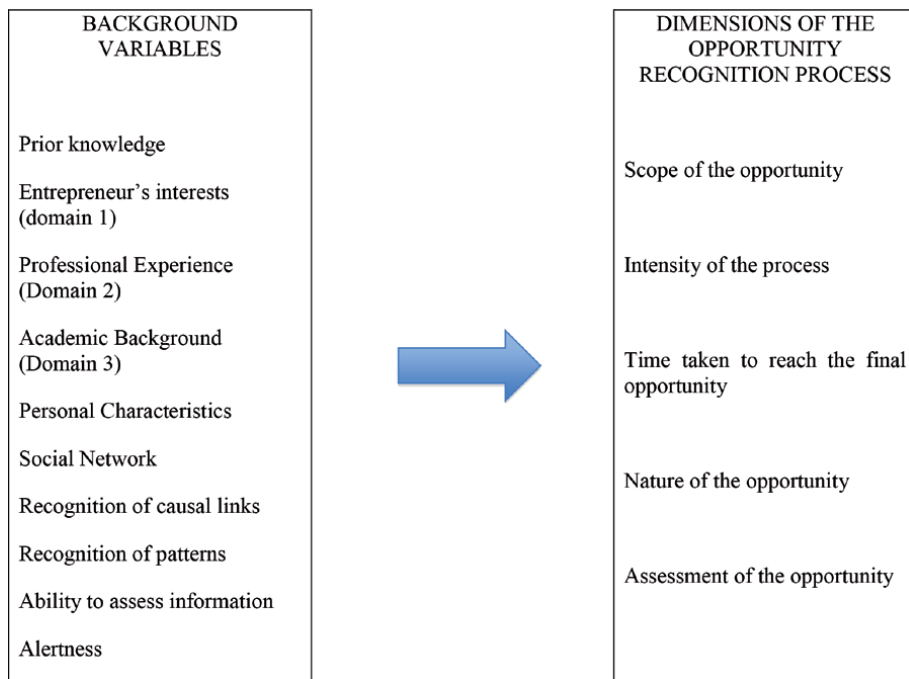 BACKGROUND
VARIABLES
Prior knowledge
Entrepreneur’s interests
(domain 1)
Professional Experience
(Domain 2)
Academic Background
(Domain 3)
Personal Characteristics
Social Network
Recognition of causal links
Recognition of patterns
Ability to assess information
Alertness
DIMENSIONS OF THE
OPPORTUNITY
RECOGNITION PROCESS
Scope of the opportunity
Intensity of the process
Time taken to reach the final
opportunity
Nature of the opportunity
Assessment of the opportunity